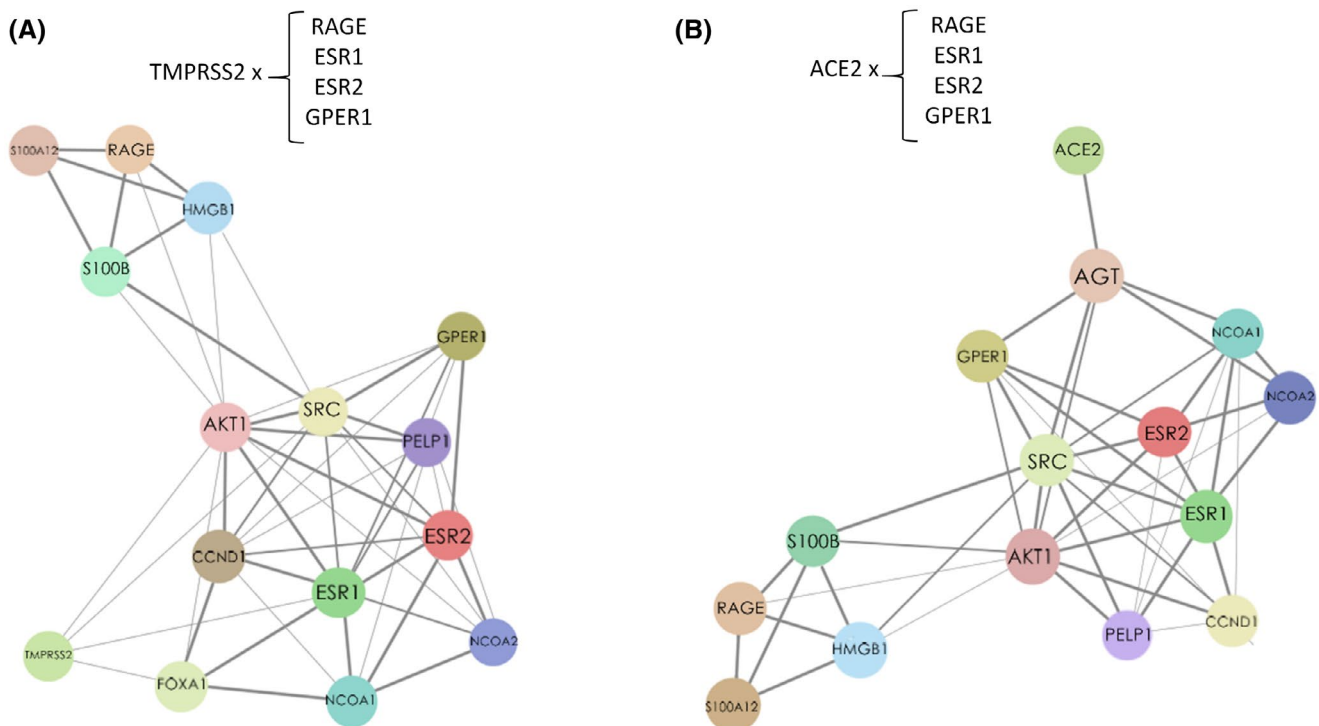 (A)
TMPRSS2 x
RAGE
ESR1
ESR2
GPER1
S100A12
RAGE
HMGB1
S100B
GPER1
SRC
AKT1
PELP1
ESR2
CCND1
ESR1
NCOA2
TMPRSS2
FOXA1
NCOA1
(B)
ACE2 x
RAGE
ESR1
ESR2
GPER1
ACE2
AGT
NCOA1
GPER1
NCOA2
ESR2
SRC
ESR1
S100B
AKT1
RAGE
CCND1
PELP1
HMGB1
S100A12